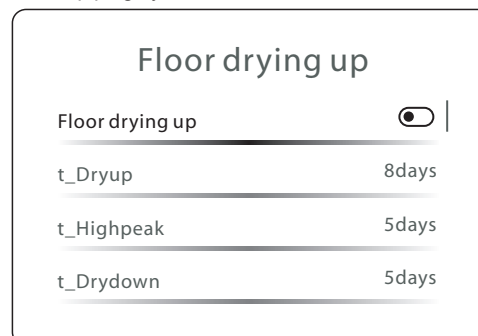 Floor drying up
Floor drying up
t_Dryup 8days
t_Highpeak 5days
t_Drydown 5days